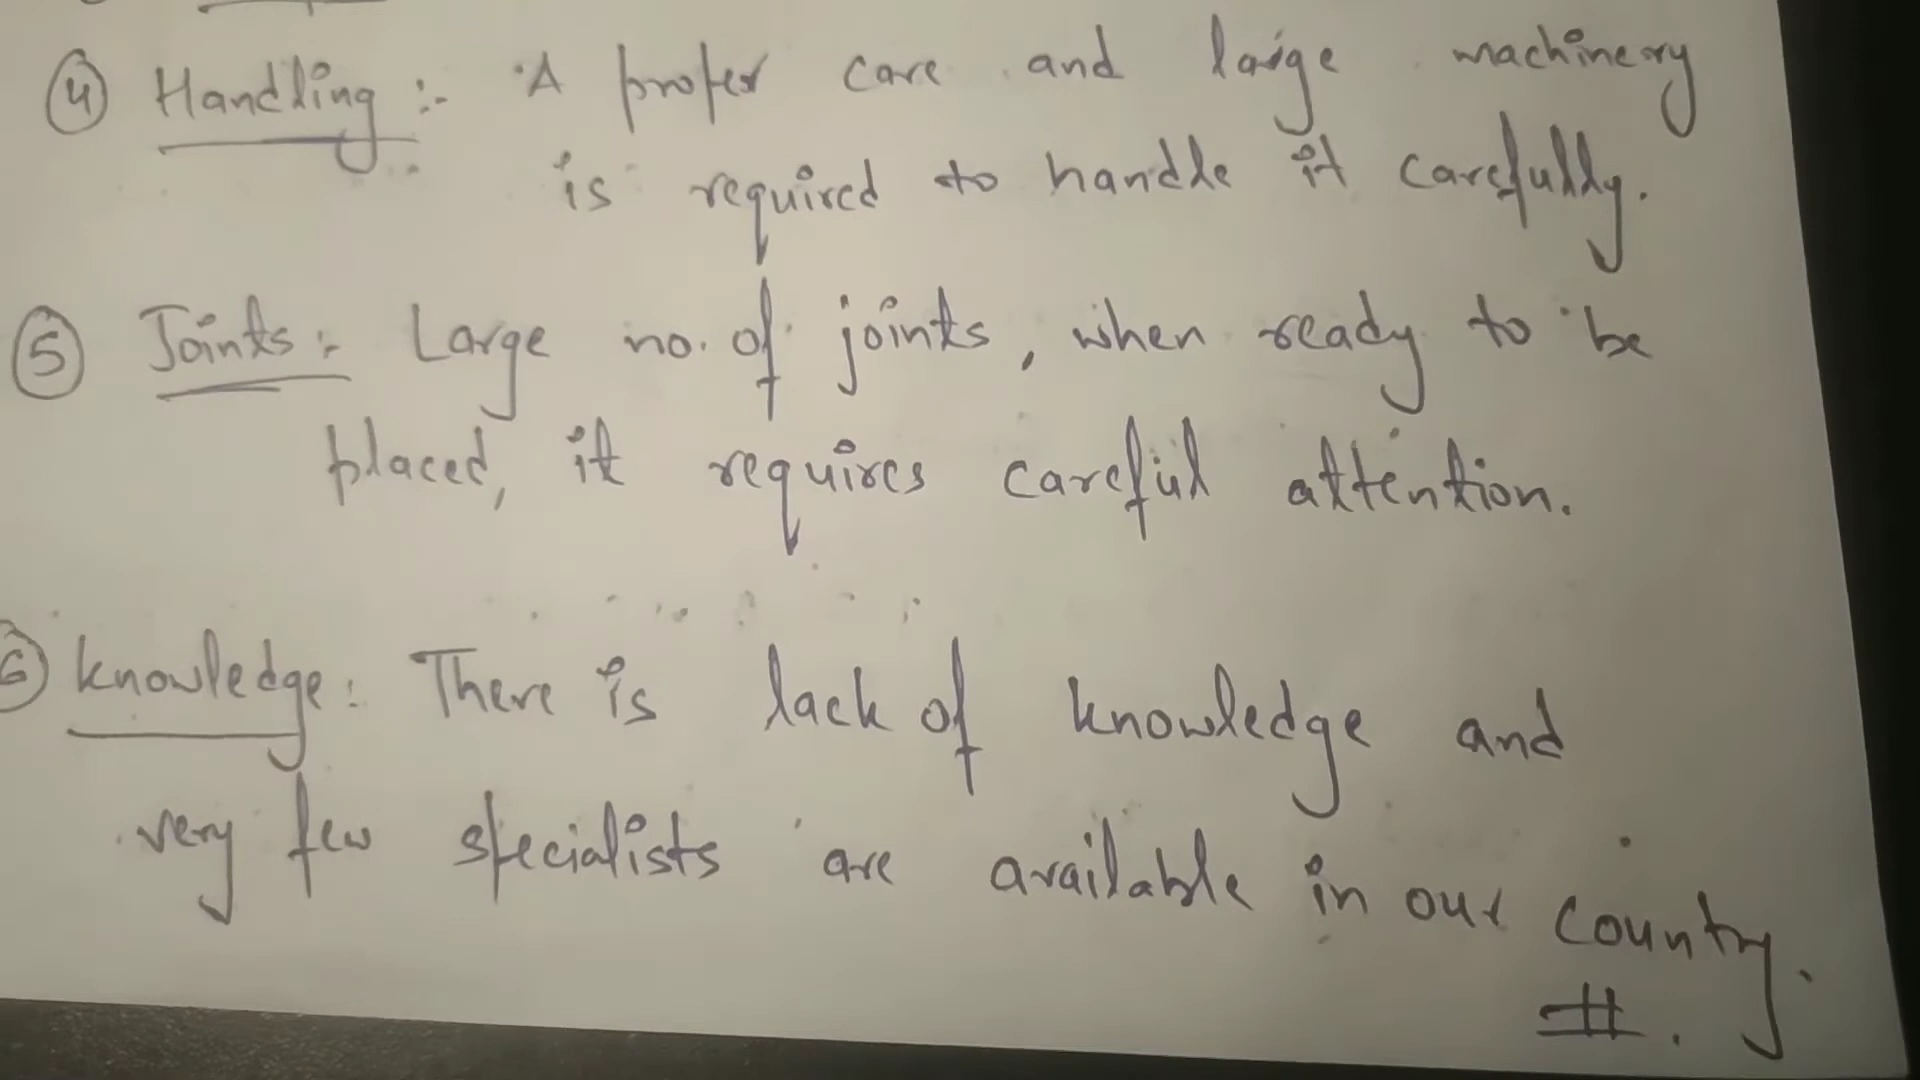 ④ Handling :- A proper care and large machinery
is required to handle it carefully.
⑤ Joints :- Large no. of joints, when ready to be
placed, it requires careful attention.
⑥ Knowledge : There is lack of knowledge and
very few specialists are available in our country.
#.